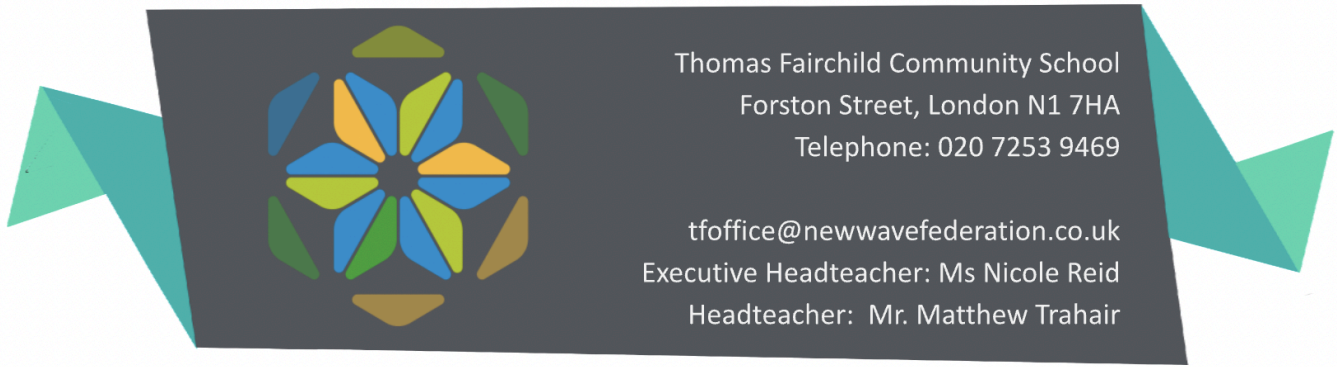 Thomas Fairchild Community School
Forston Street, London N1 7HA
Telephone: 020 7253 9469
tfoffice@newwavefederation.co.uk
Executive Headteacher: Ms Nicole Reid
Headteacher:  Mr. Matthew Trahair